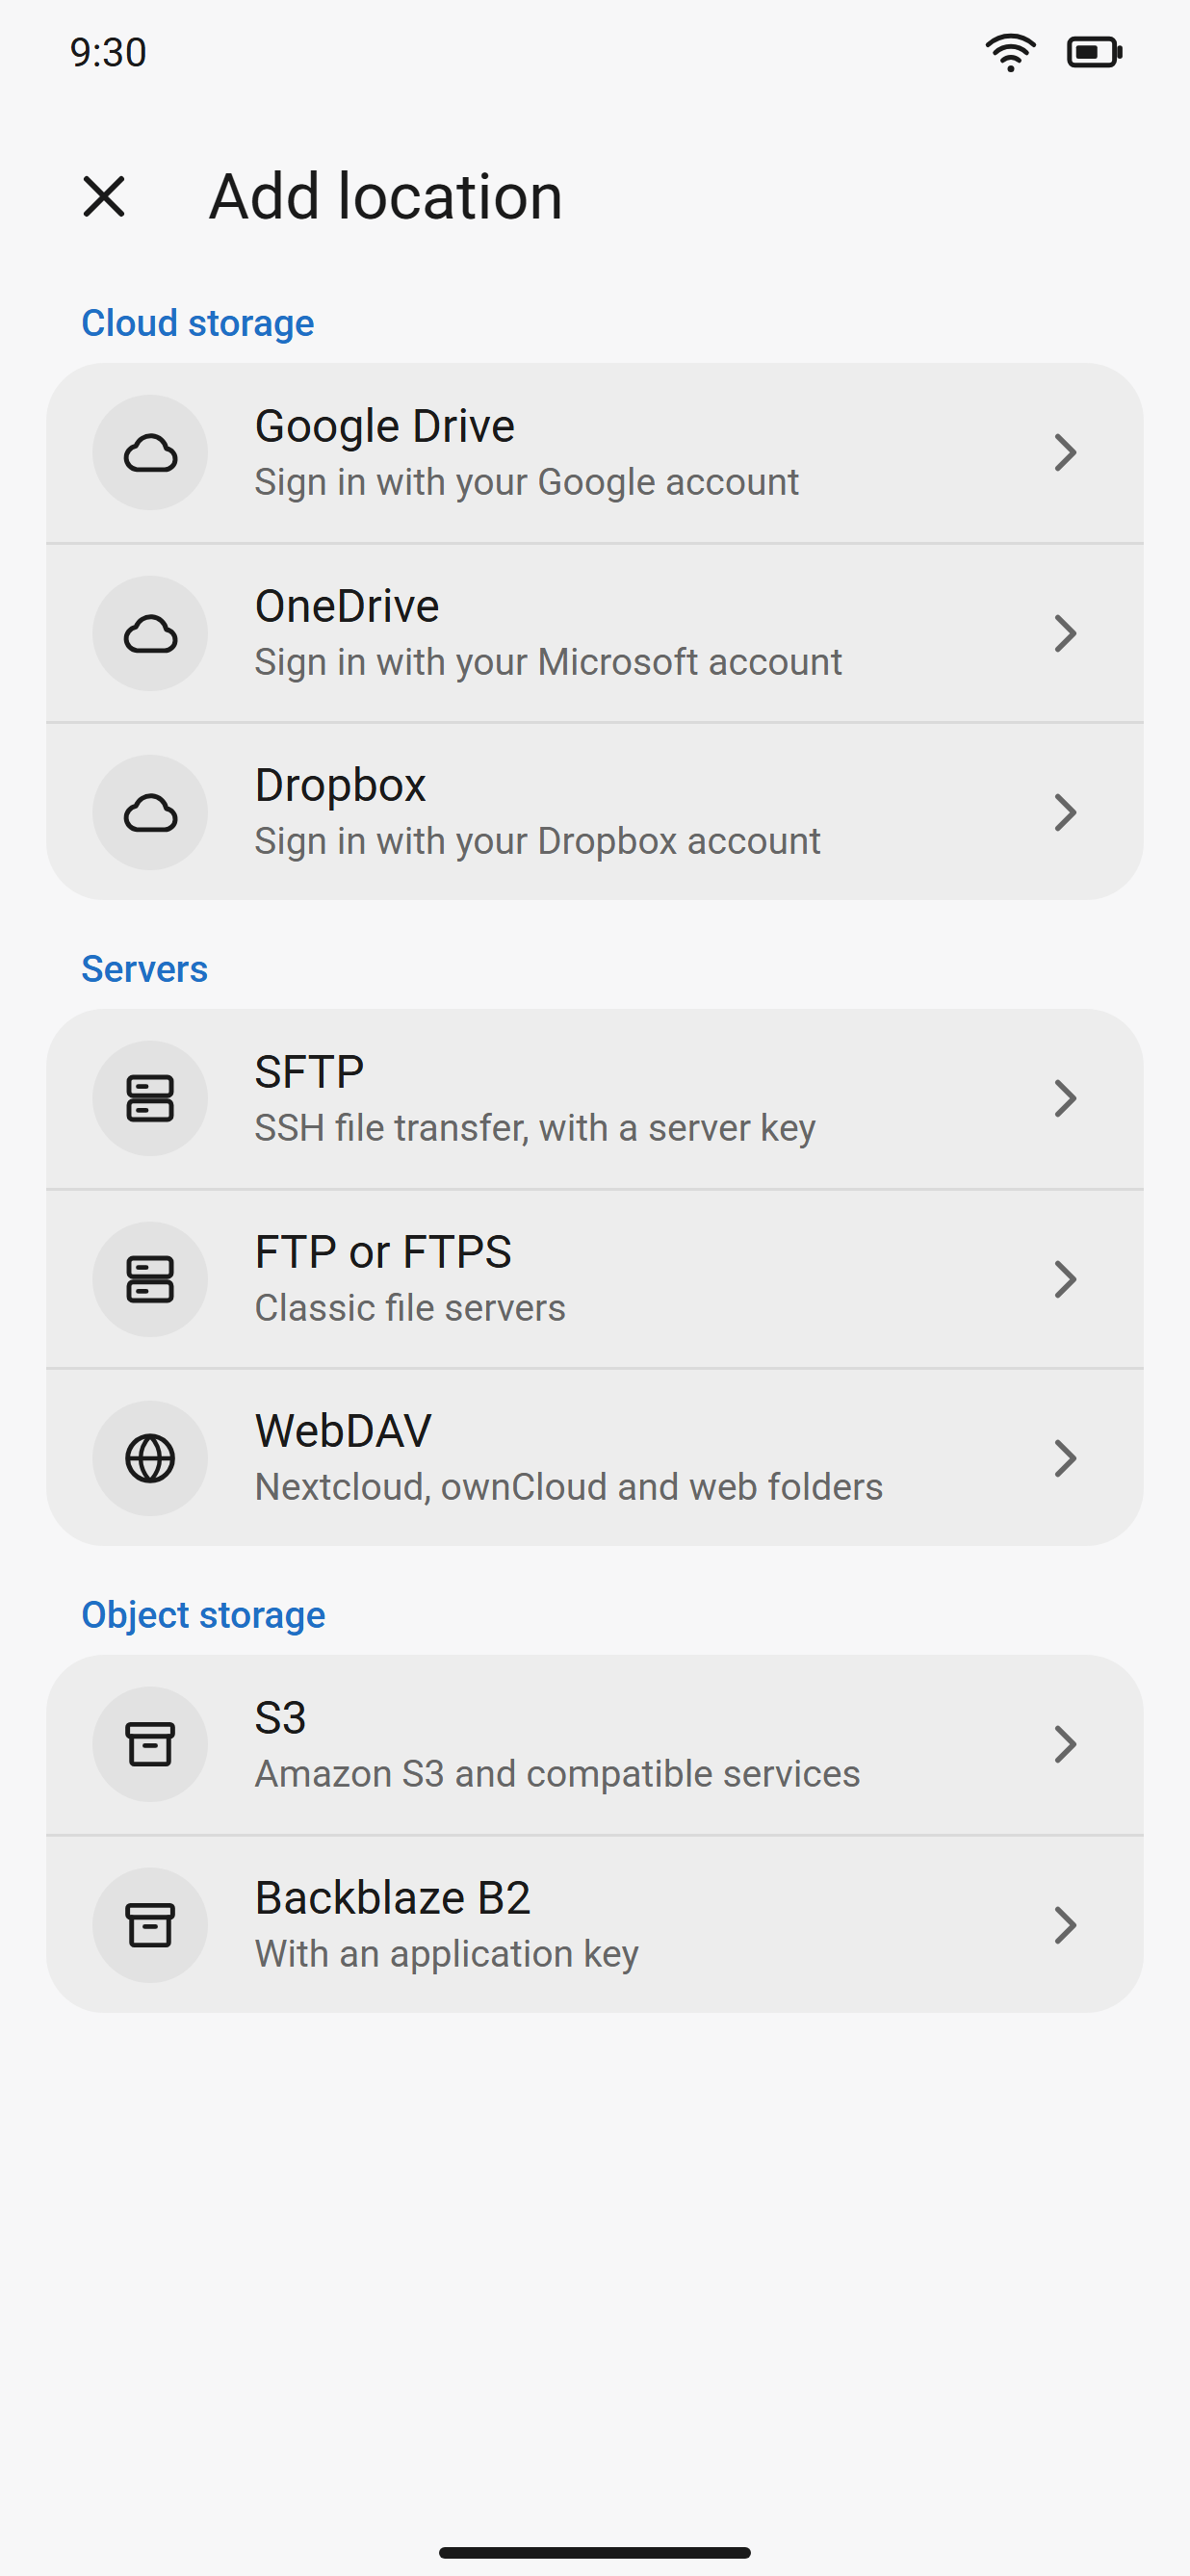 9:30
Add location
Cloud storage
Google Drive
Sign in with your Google account
OneDrive
Sign in with your Microsoft account
Dropbox
Sign in with your Dropbox account
Servers
SFTP
SSH file transfer, with a server key
FTP or FTPS
Classic file servers
WebDAV
Nextcloud, ownCloud and web folders
Object storage
S3
Amazon S3 and compatible services
Backblaze B2
With an application key